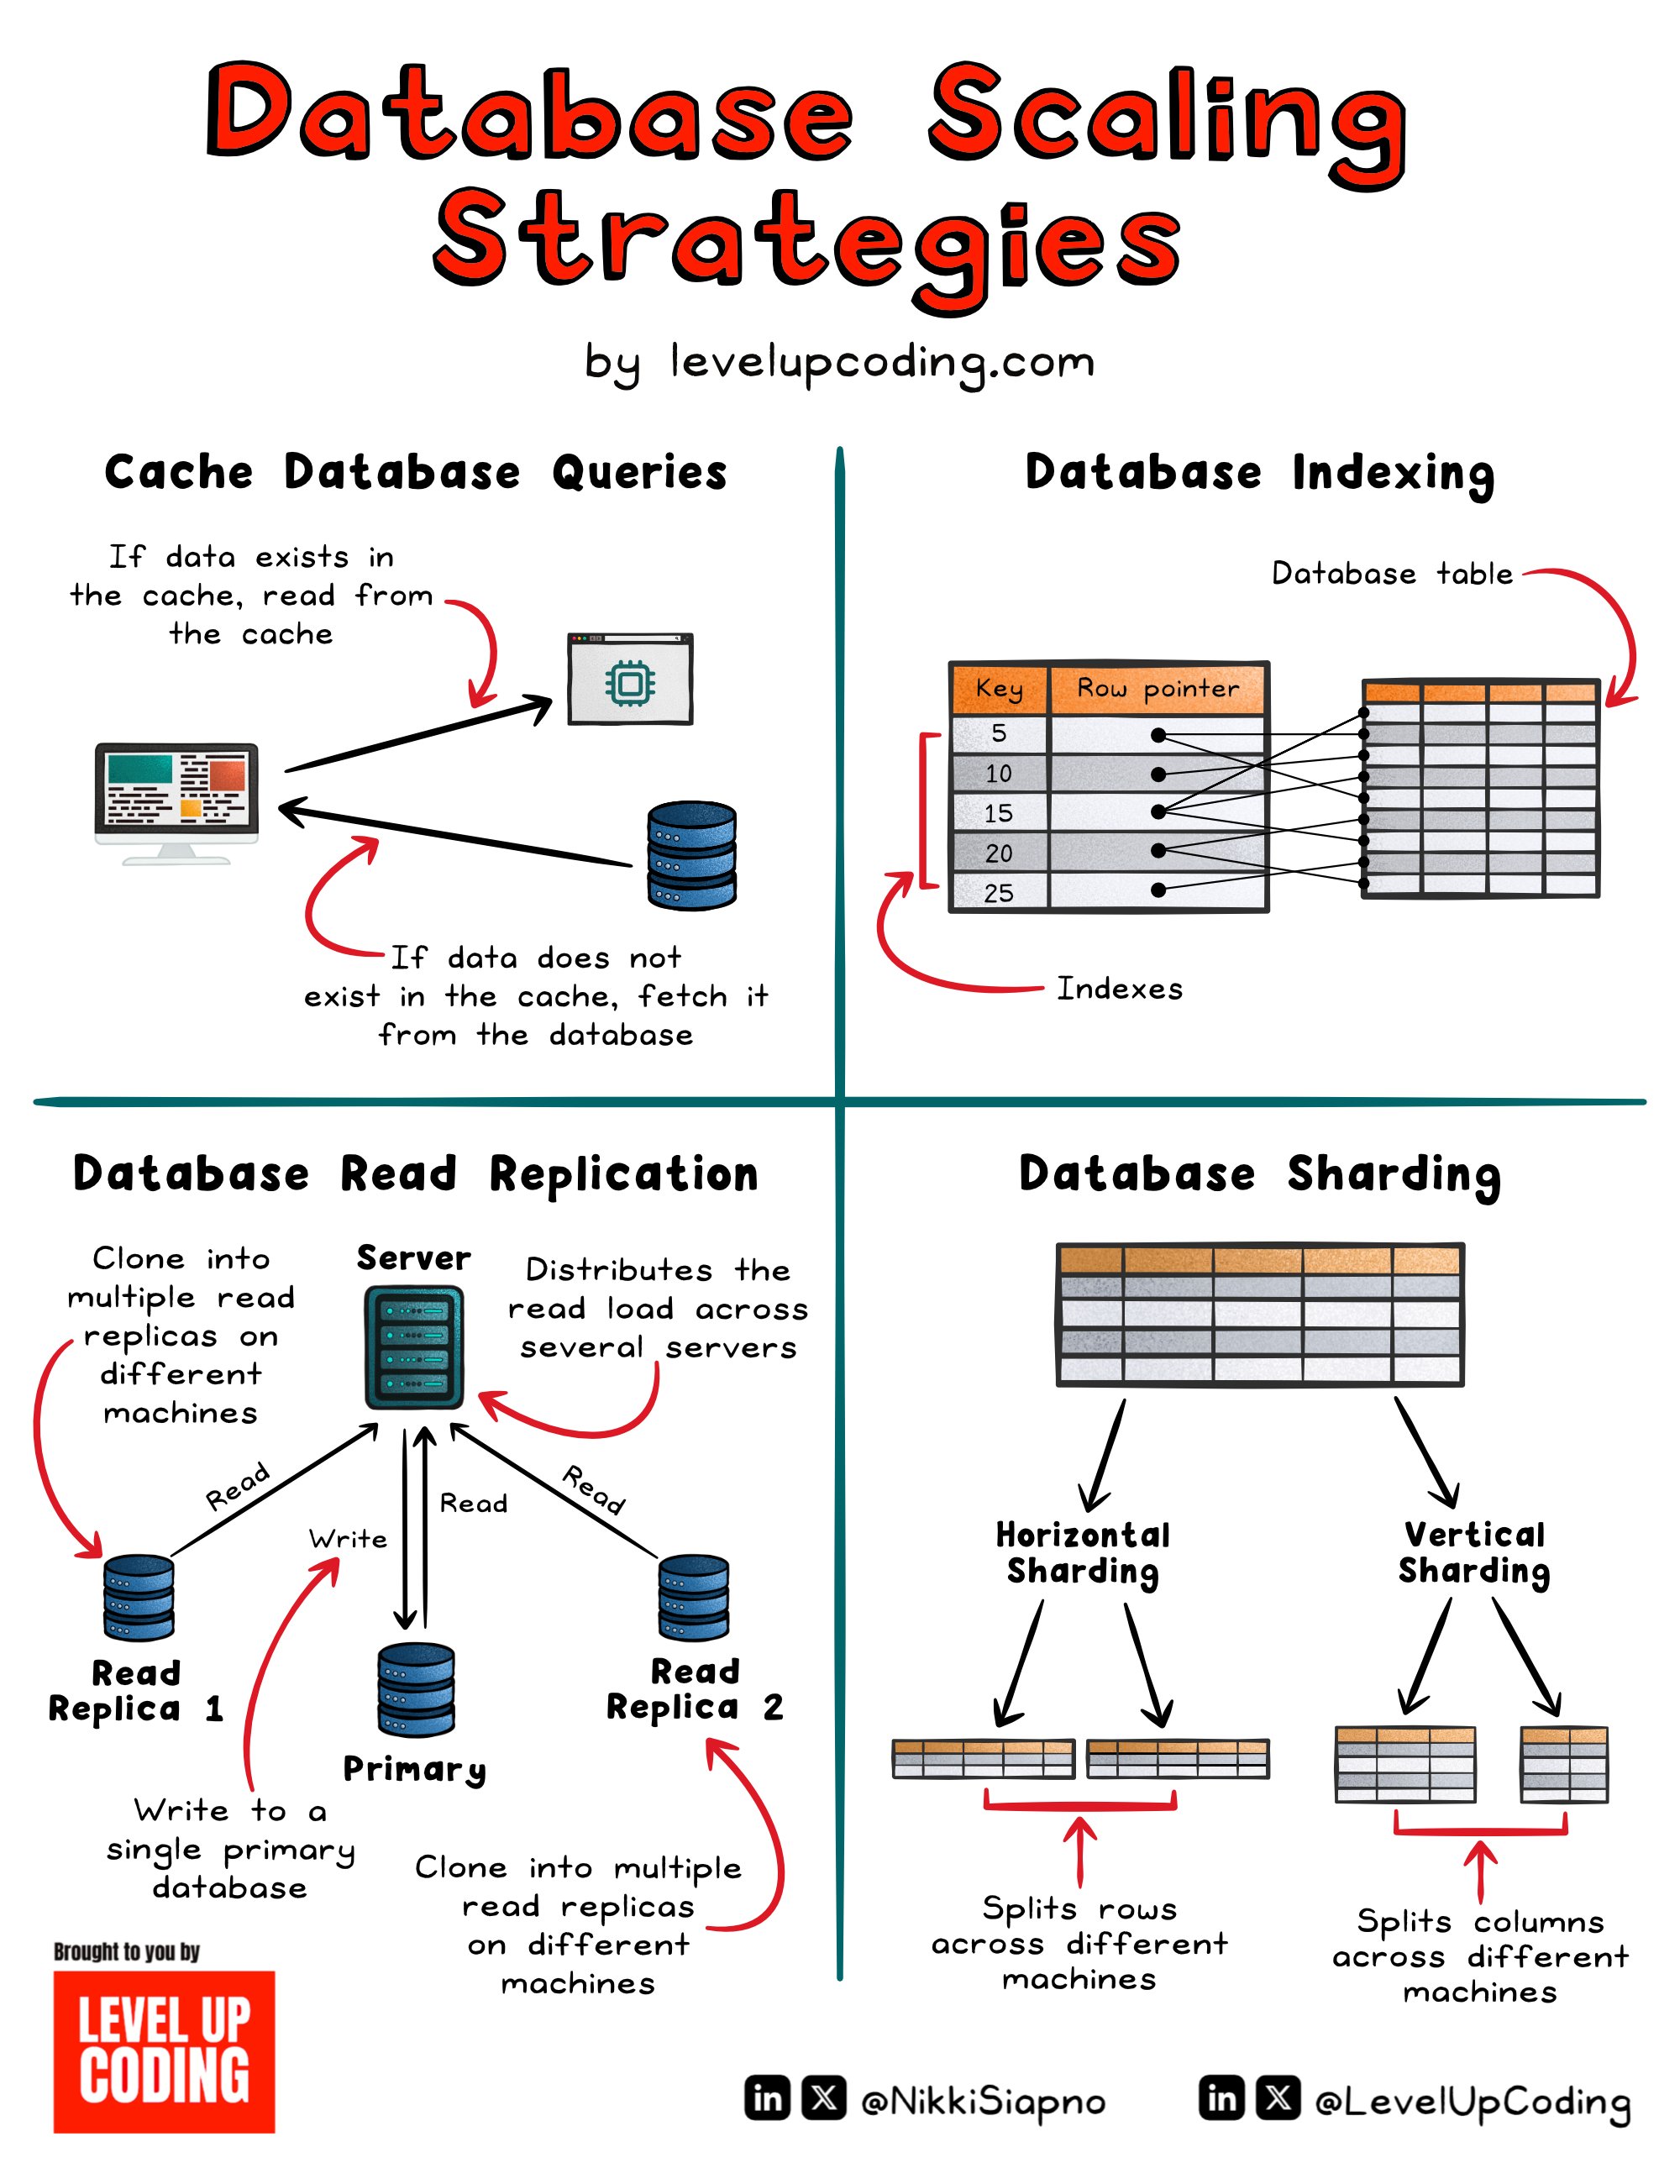 Database Scaling
Strategies
by levelupcoding.com
Cache Database Queries
If data exists in
the cache, read from
the cache
If data does not
exist in the cache, fetch it
from the database
Database Indexing
Database table
Key Row pointer
5
10
15
20
25
Indexes
Database Read Replication
Clone into
multiple read
replicas on
different
machines
Server
Distributes the
read load across
several servers
Read
Write
Read
Read
Read
Replica 1
Primary
Read
Replica 2
Write to a
single primary
database
Clone into multiple
read replicas
on different
machines
Database Sharding
Horizontal
Sharding
Vertical
Sharding
Splits rows
across different
machines
Splits columns
across different
machines
Brought to you by
LEVEL UP
CODING
in X @NikkiSiapno
in X @LevelUpCoding